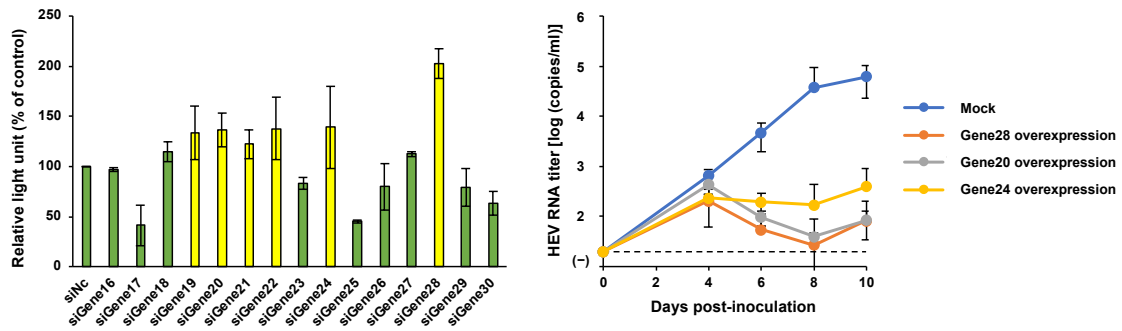 Relative light unit (% of control)
250
200
150
100
50
0
siNc
siGene16
siGene17
siGene18
siGene19
siGene20
siGene21
siGene22
siGene23
siGene24
siGene25
siGene26
siGene27
siGene28
siGene29
siGene30
HEV RNA titer [log (copies/ml)]
6
5
4
3
2
(−)
0
2
4
6
8
10
Days post-inoculation
Mock
Gene28 overexpression
Gene20 overexpression
Gene24 overexpression